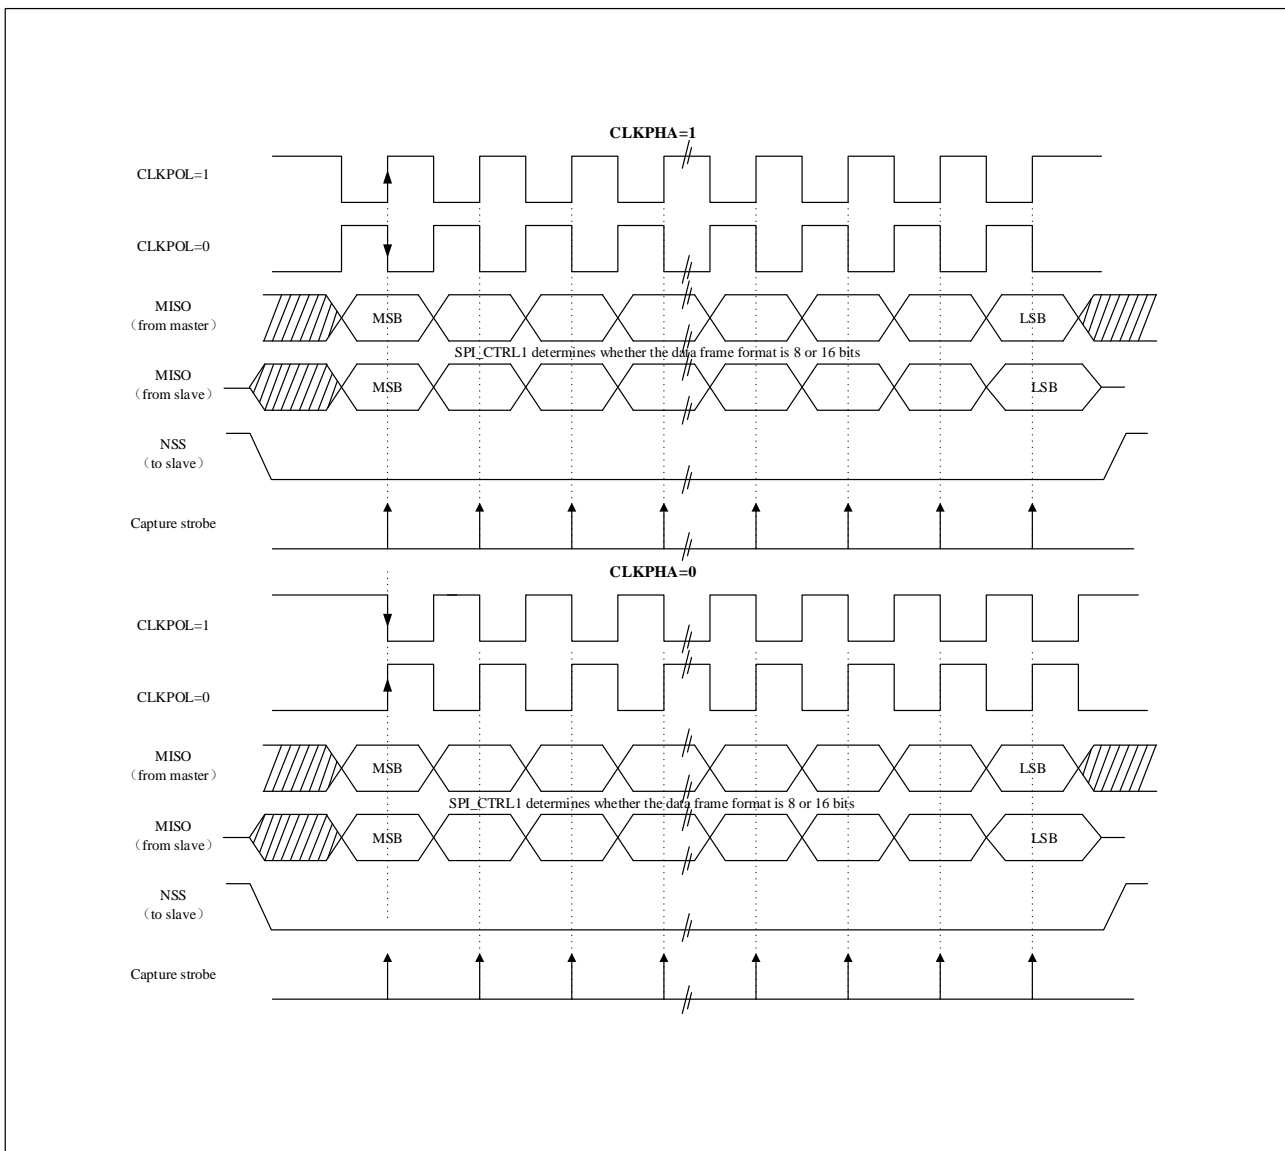 CLKPHA=1
CLKPOL=1
CLKPOL=0
MISO
（from master）
MSB
LSB
SPI_CTRL1 determines whether the data frame format is 8 or 16 bits
MISO
（from slave）
MSB
LSB
NSS
（to slave）
Capture strobe
CLKPHA=0
CLKPOL=1
CLKPOL=0
MISO
（from master）
MSB
LSB
SPI_CTRL1 determines whether the data frame format is 8 or 16 bits
MISO
（from slave）
MSB
LSB
NSS
（to slave）
Capture strobe